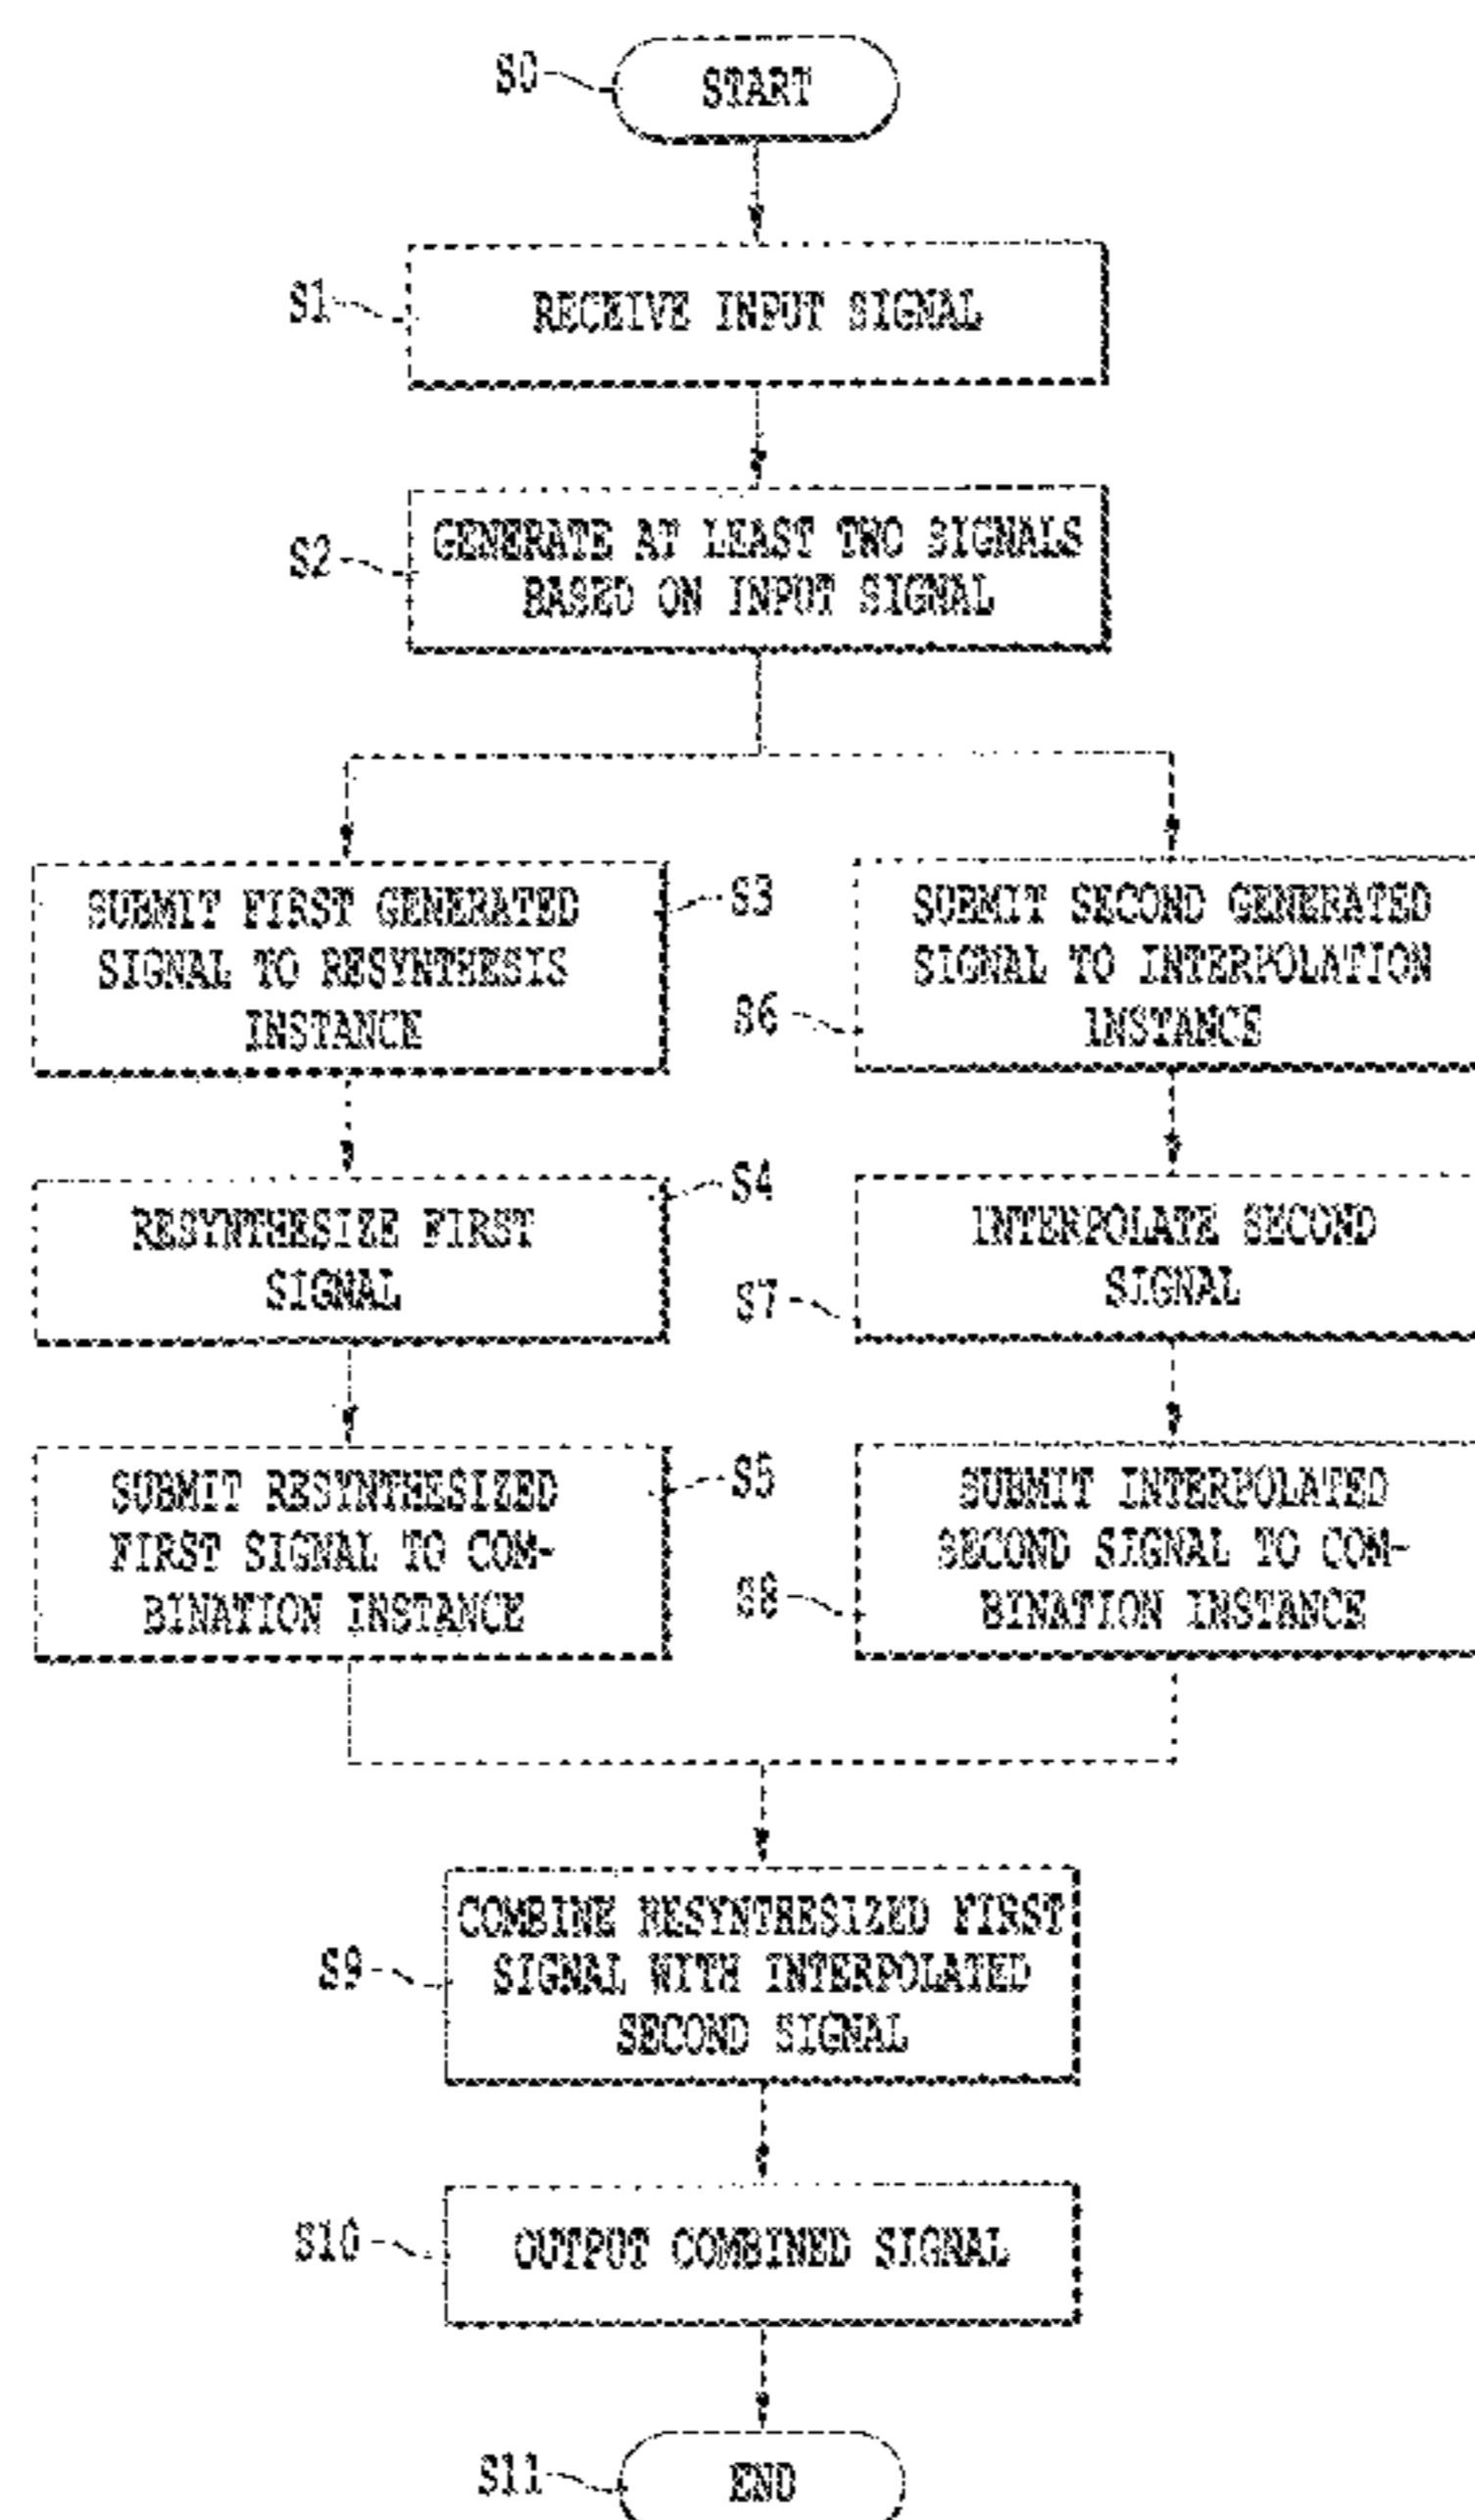 S0
START
S1
RECEIVE INPUT SIGNAL
S2
GENERATE AT LEAST TWO SIGNALS
BASED ON INPUT SIGNAL
SUBMIT FIRST GENERATED
SIGNAL TO RESYNTHESIS
INSTANCE
S3
SUBMIT SECOND GENERATED
SIGNAL TO INTERPOLATION
INSTANCE
S6
RESYNTHESIZE FIRST
SIGNAL
S4
INTERPOLATE SECOND
SIGNAL
S7
SUBMIT RESYNTHESIZED
FIRST SIGNAL TO COM-
BINATION INSTANCE
S5
SUBMIT INTERPOLATED
SECOND SIGNAL TO COM-
BINATION INSTANCE
S8
COMBINE RESYNTHESIZED FIRST
SIGNAL WITH INTERPOLATED
SECOND SIGNAL
S9
S10
OUTPUT COMBINED SIGNAL
S11
END